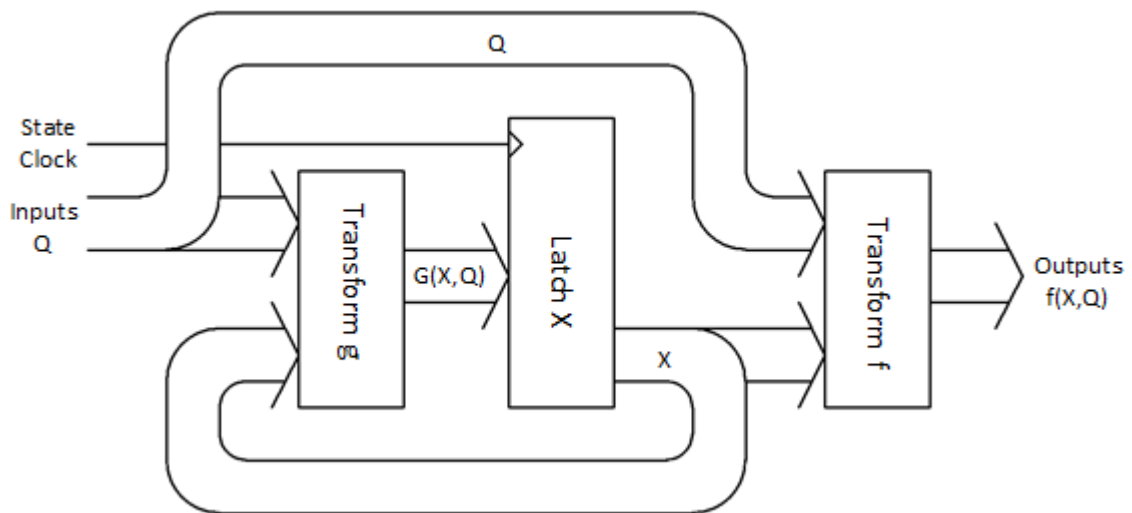 Q
State
Clock
Inputs
Q
Transform g
G(X,Q)
Latch X
X
Transform f
Outputs
f(X,Q)